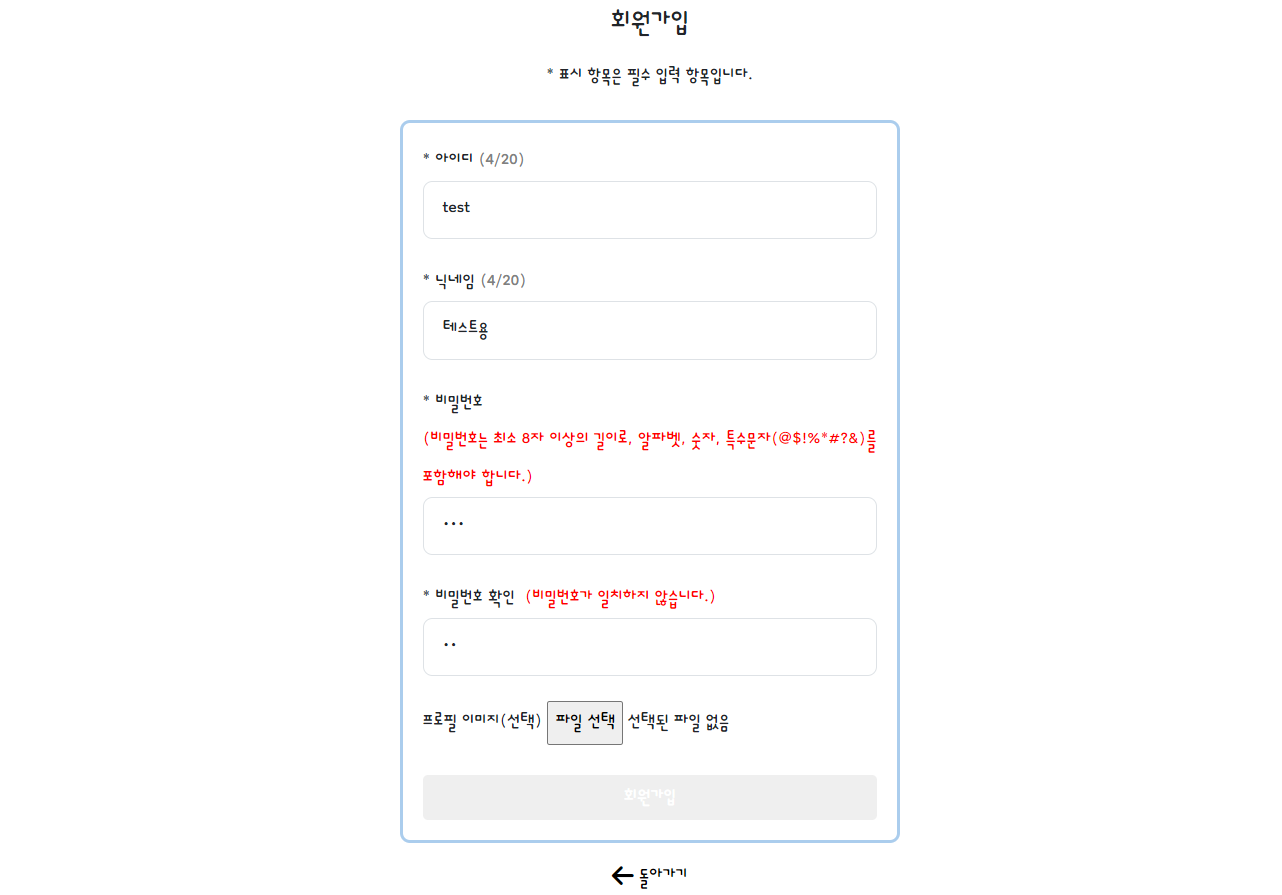 회원가입
* 표시 항목은 필수 입력 항목입니다.
* 아이디 (4/20)
test
* 닉네임 (4/20)
테스트용
* 비밀번호
(비밀번호는 최소 8자 이상의 길이로, 알파벳, 숫자, 특수문자(@$!%*#?&)를
포함해야 합니다.)
•••
* 비밀번호 확인 (비밀번호가 일치하지 않습니다.)
••
프로필 이미지(선택) 파일 선택 선택된 파일 없음
회원가입
← 돌아가기